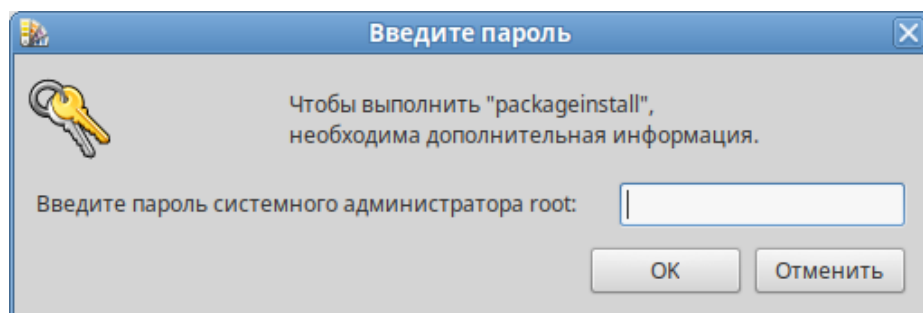 Введите пароль
Чтобы выполнить "packageinstall",
необходима дополнительная информация.
Введите пароль системного администратора root:
OK
Отменить